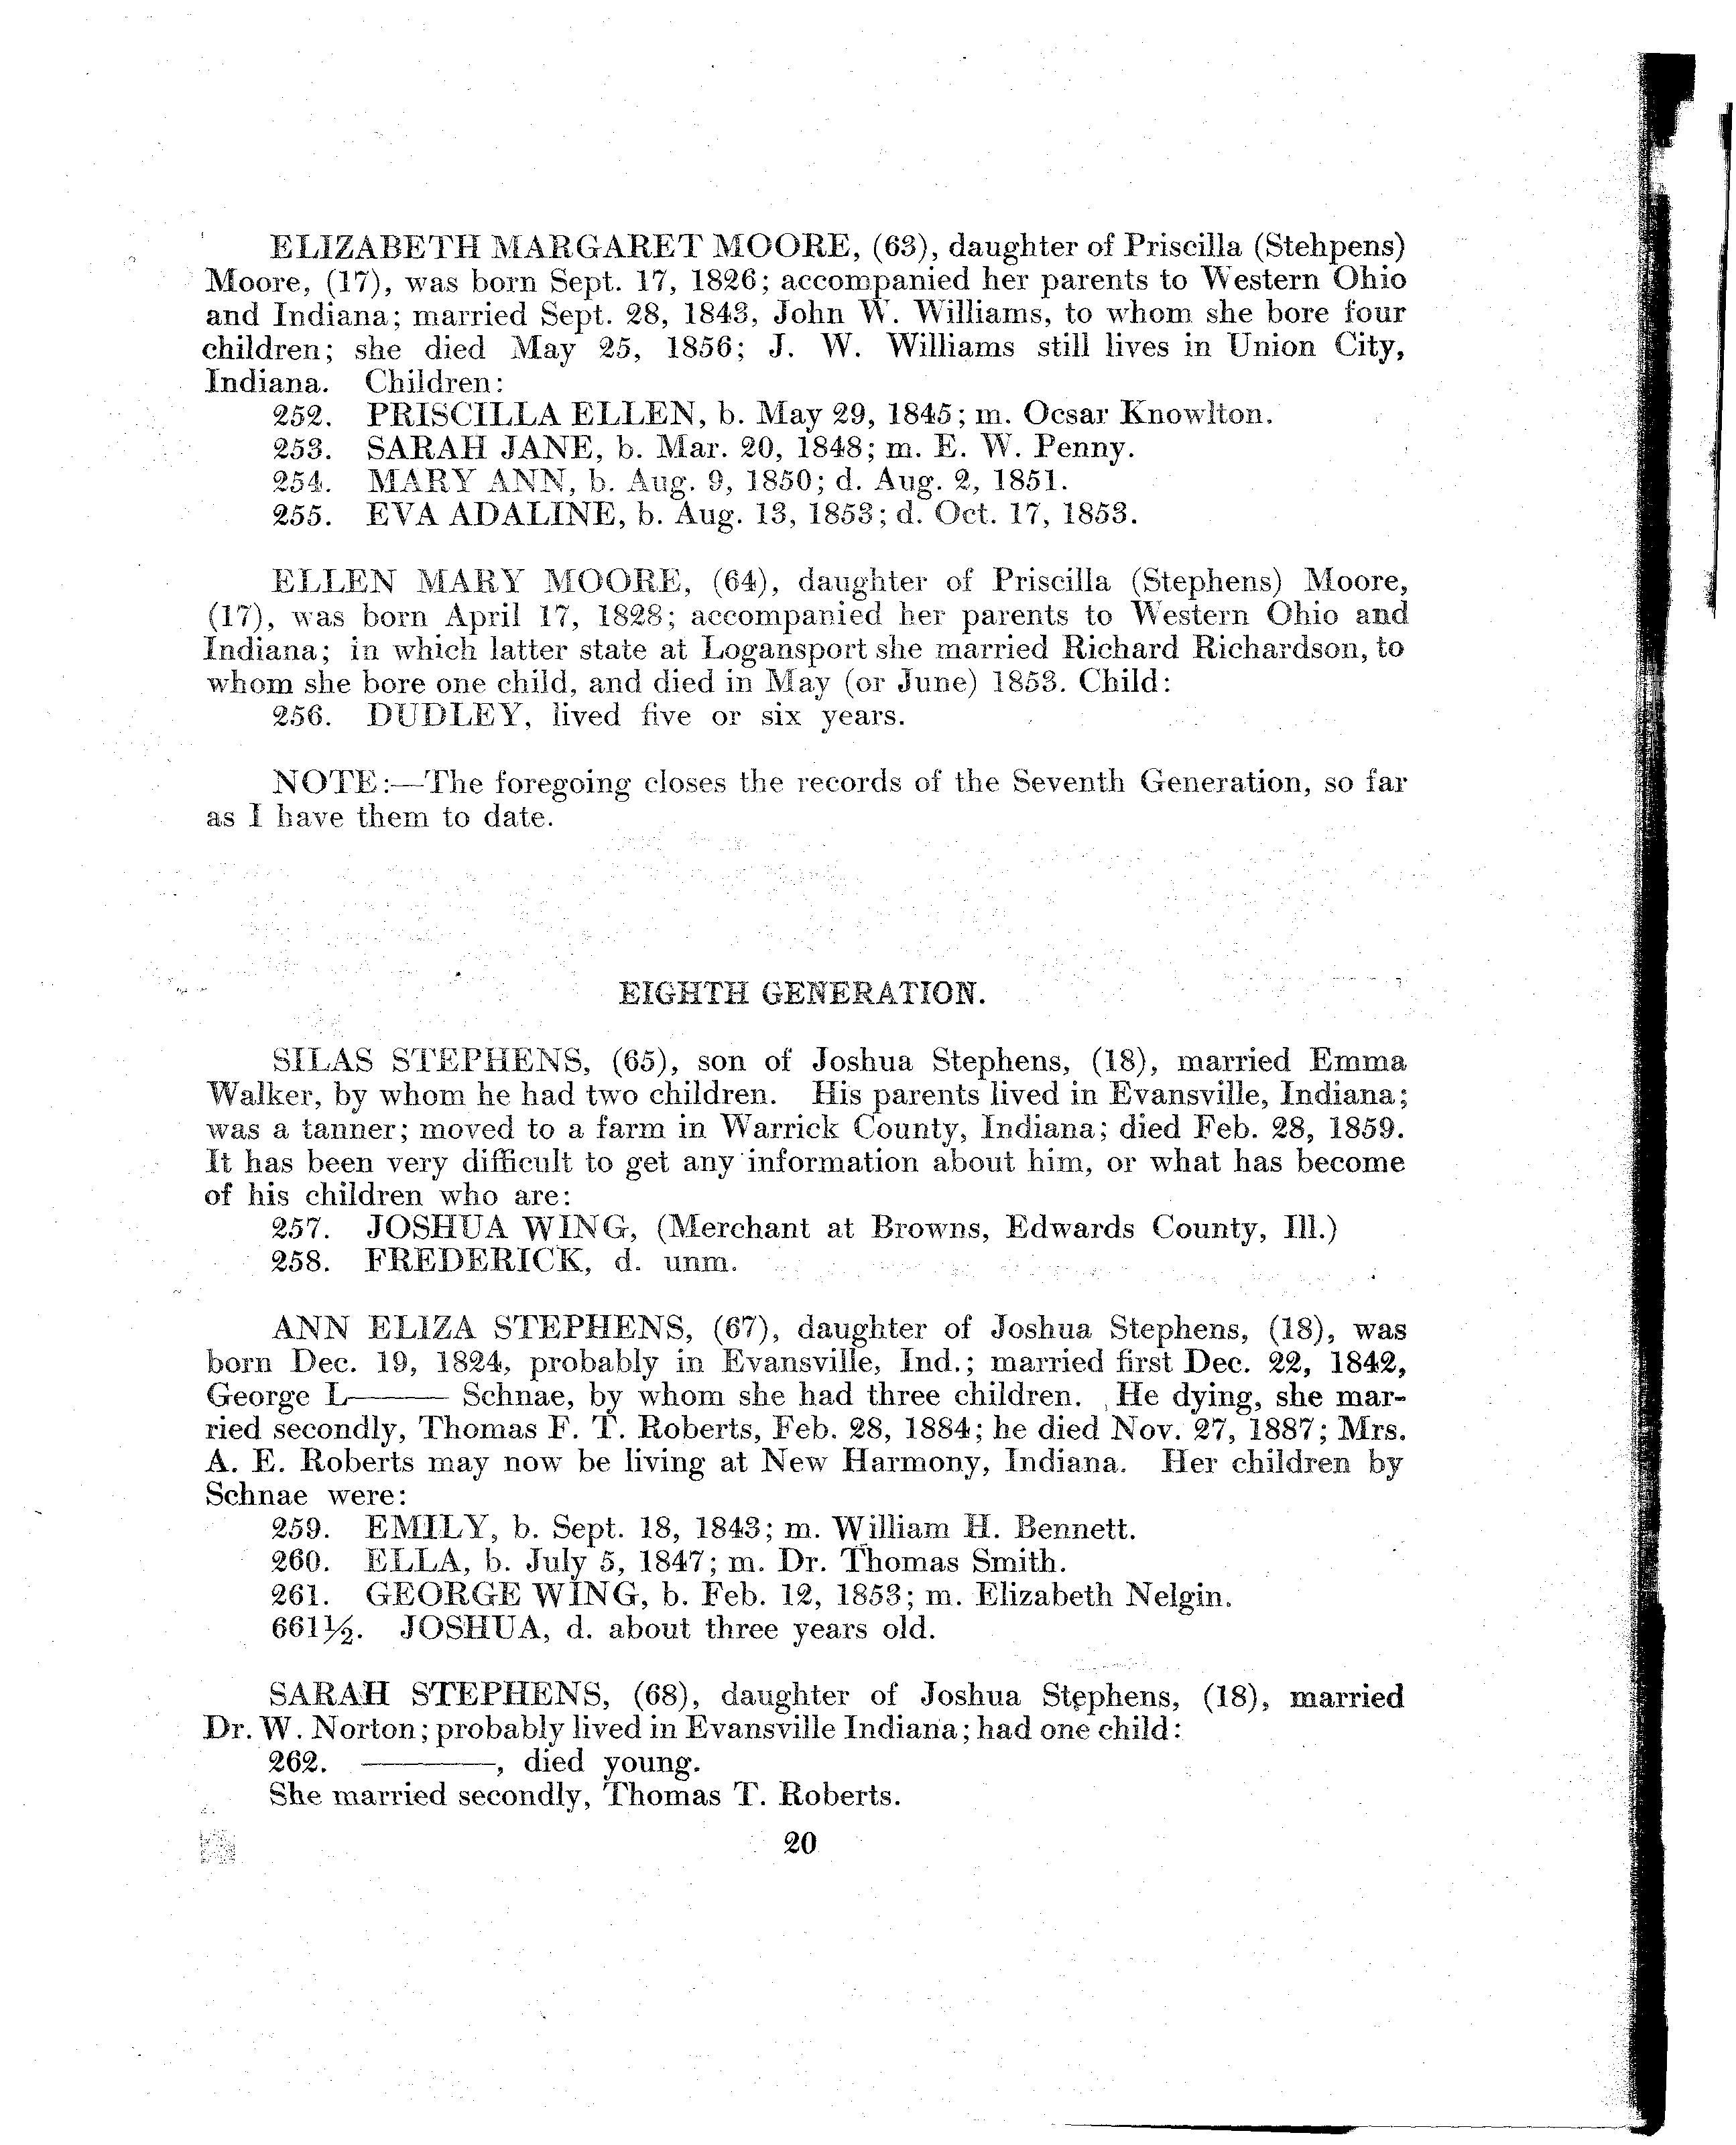 ELIZABETH MARGARET MOORE, (63), daughter of Priscilla (Stehpens)
Moore, (17), was born Sept. 17, 1826; accompanied her parents to Western Ohio
and Indiana; married Sept. 28, 1843, John W. Williams, to whom she bore four
children; she died May 25, 1856; J. W. Williams still lives in Union City,
Indiana. Children:
252. PRISCILLA ELLEN, b. May 29, 1845; m. Ocsar Knowlton.
253. SARAH JANE, b. Mar. 20, 1848; m. E. W. Penny.
254. MARY ANN, b. Aug. 9, 1850; d. Aug. 2, 1851.
255. EVA ADALINE, b. Aug. 13, 1853; d. Oct. 17, 1853.
ELLEN MARY MOORE, (64), daughter of Priscilla (Stephens) Moore,
(17), was born April 17, 1828; accompanied her parents to Western Ohio and
Indiana; in which latter state at Logansport she married Richard Richardson, to
whom she bore one child, and died in May (or June) 1853. Child:
256. DUDLEY, lived five or six years.
NOTE:—The foregoing closes the records of the Seventh Generation, so far
as I have them to date.
EIGHTH GENERATION.
SILAS STEPHENS, (65), son of Joshua Stephens, (18), married Emma
Walker, by whom he had two children. His parents lived in Evansville, Indiana;
was a tanner; moved to a farm in Warrick County, Indiana; died Feb. 28, 1859.
It has been very difficult to get any information about him, or what has become
of his children who are:
257. JOSHUA WING, (Merchant at Browns, Edwards County, Ill.)
258. FREDERICK, d. unm.
ANN ELIZA STEPHENS, (67), daughter of Joshua Stephens, (18), was
born Dec. 19, 1824, probably in Evansville, Ind.; married first Dec. 22, 1842,
George L——— Schnae, by whom she had three children. He dying, she mar-
ried secondly, Thomas F. T. Roberts, Feb. 28, 1884; he died Nov. 27, 1887; Mrs.
A. E. Roberts may now be living at New Harmony, Indiana. Her children by
Schnae were:
259. EMILY, b. Sept. 18, 1843; m. William H. Bennett.
260. ELLA, b. July 5, 1847; m. Dr. Thomas Smith.
261. GEORGE WING, b. Feb. 12, 1853; m. Elizabeth Nelgin.
661½. JOSHUA, d. about three years old.
SARAH STEPHENS, (68), daughter of Joshua Stephens, (18), married
Dr. W. Norton; probably lived in Evansville Indiana; had one child:
262. ————, died young.
She married secondly, Thomas T. Roberts.
20